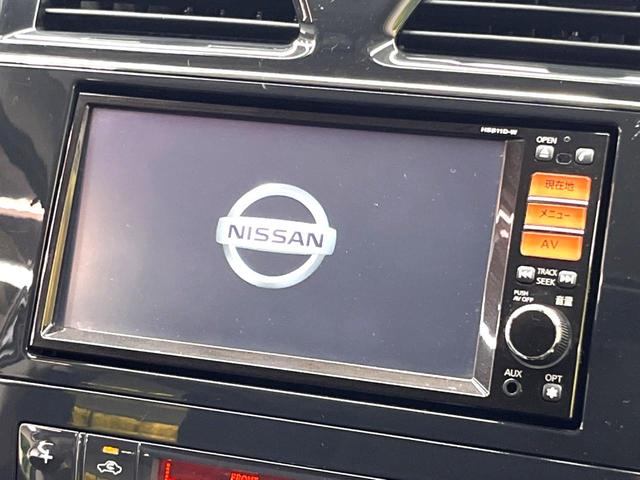 HS511D-W
OPEN
現在地
メニュー
AV
TRACK
SEEK
PUSH
AV OFF
音量
AUX
OPT
NISSAN
FRONT